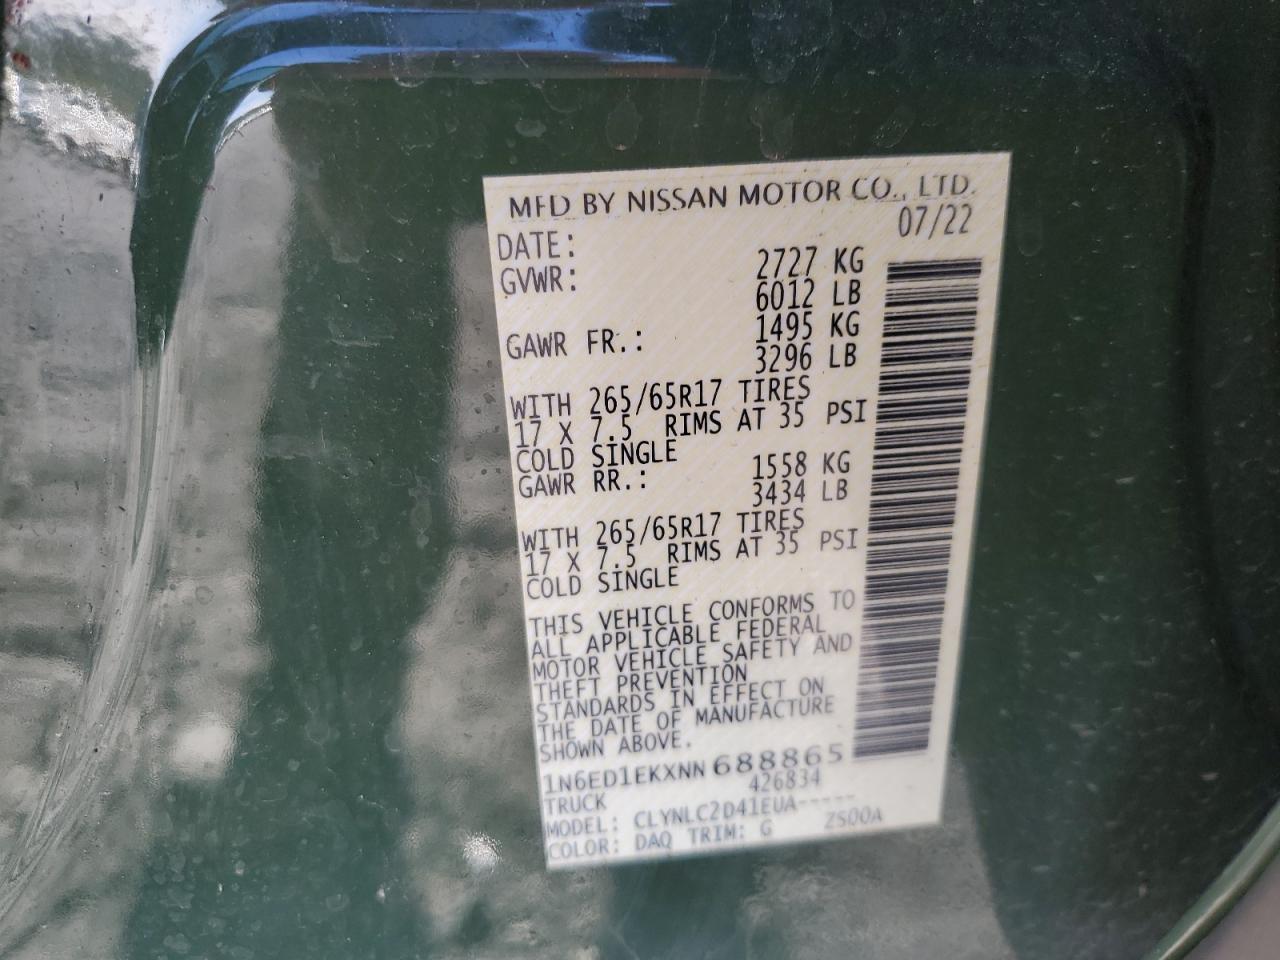 MFD BY NISSAN MOTOR CO., LTD.
DATE: 07/22
GVWR: 2727 KG
6012 LB
GAWR FR.: 1495 KG
3296 LB
WITH 265/65R17 TIRES
17 X 7.5 RIMS AT 35 PSI
COLD SINGLE
GAWR RR.: 1558 KG
3434 LB
WITH 265/65R17 TIRES
17 X 7.5 RIMS AT 35 PSI
COLD SINGLE
THIS VEHICLE CONFORMS TO
ALL APPLICABLE FEDERAL
MOTOR VEHICLE SAFETY AND
THEFT PREVENTION
STANDARDS IN EFFECT ON
THE DATE OF MANUFACTURE
SHOWN ABOVE.
1N6ED1EKXNN688865
TRUCK 426834
MODEL: CLYNLC2D41EUA-----
COLOR: DAQ TRIM: G ZS00A